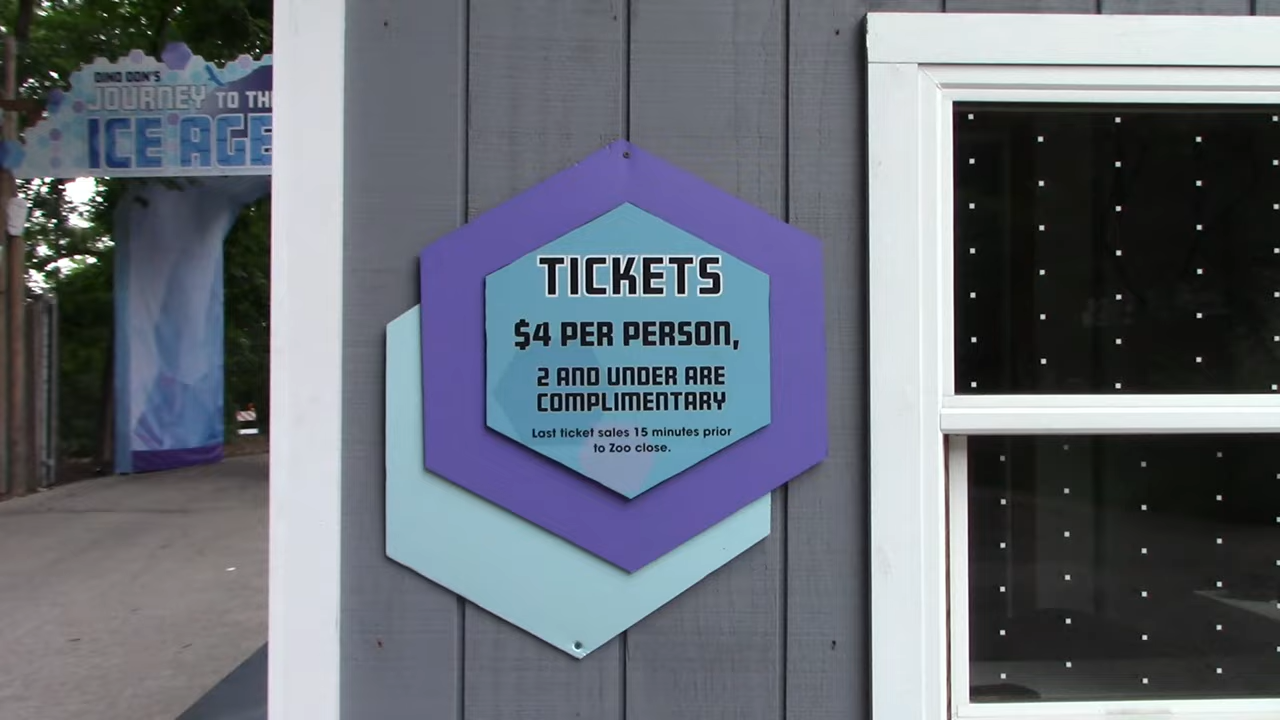 DINO DON'S
JOURNEY TO THE
ICE AGE
TICKETS
$4 PER PERSON,
2 AND UNDER ARE
COMPLIMENTARY
Last ticket sales 15 minutes prior
to Zoo close.